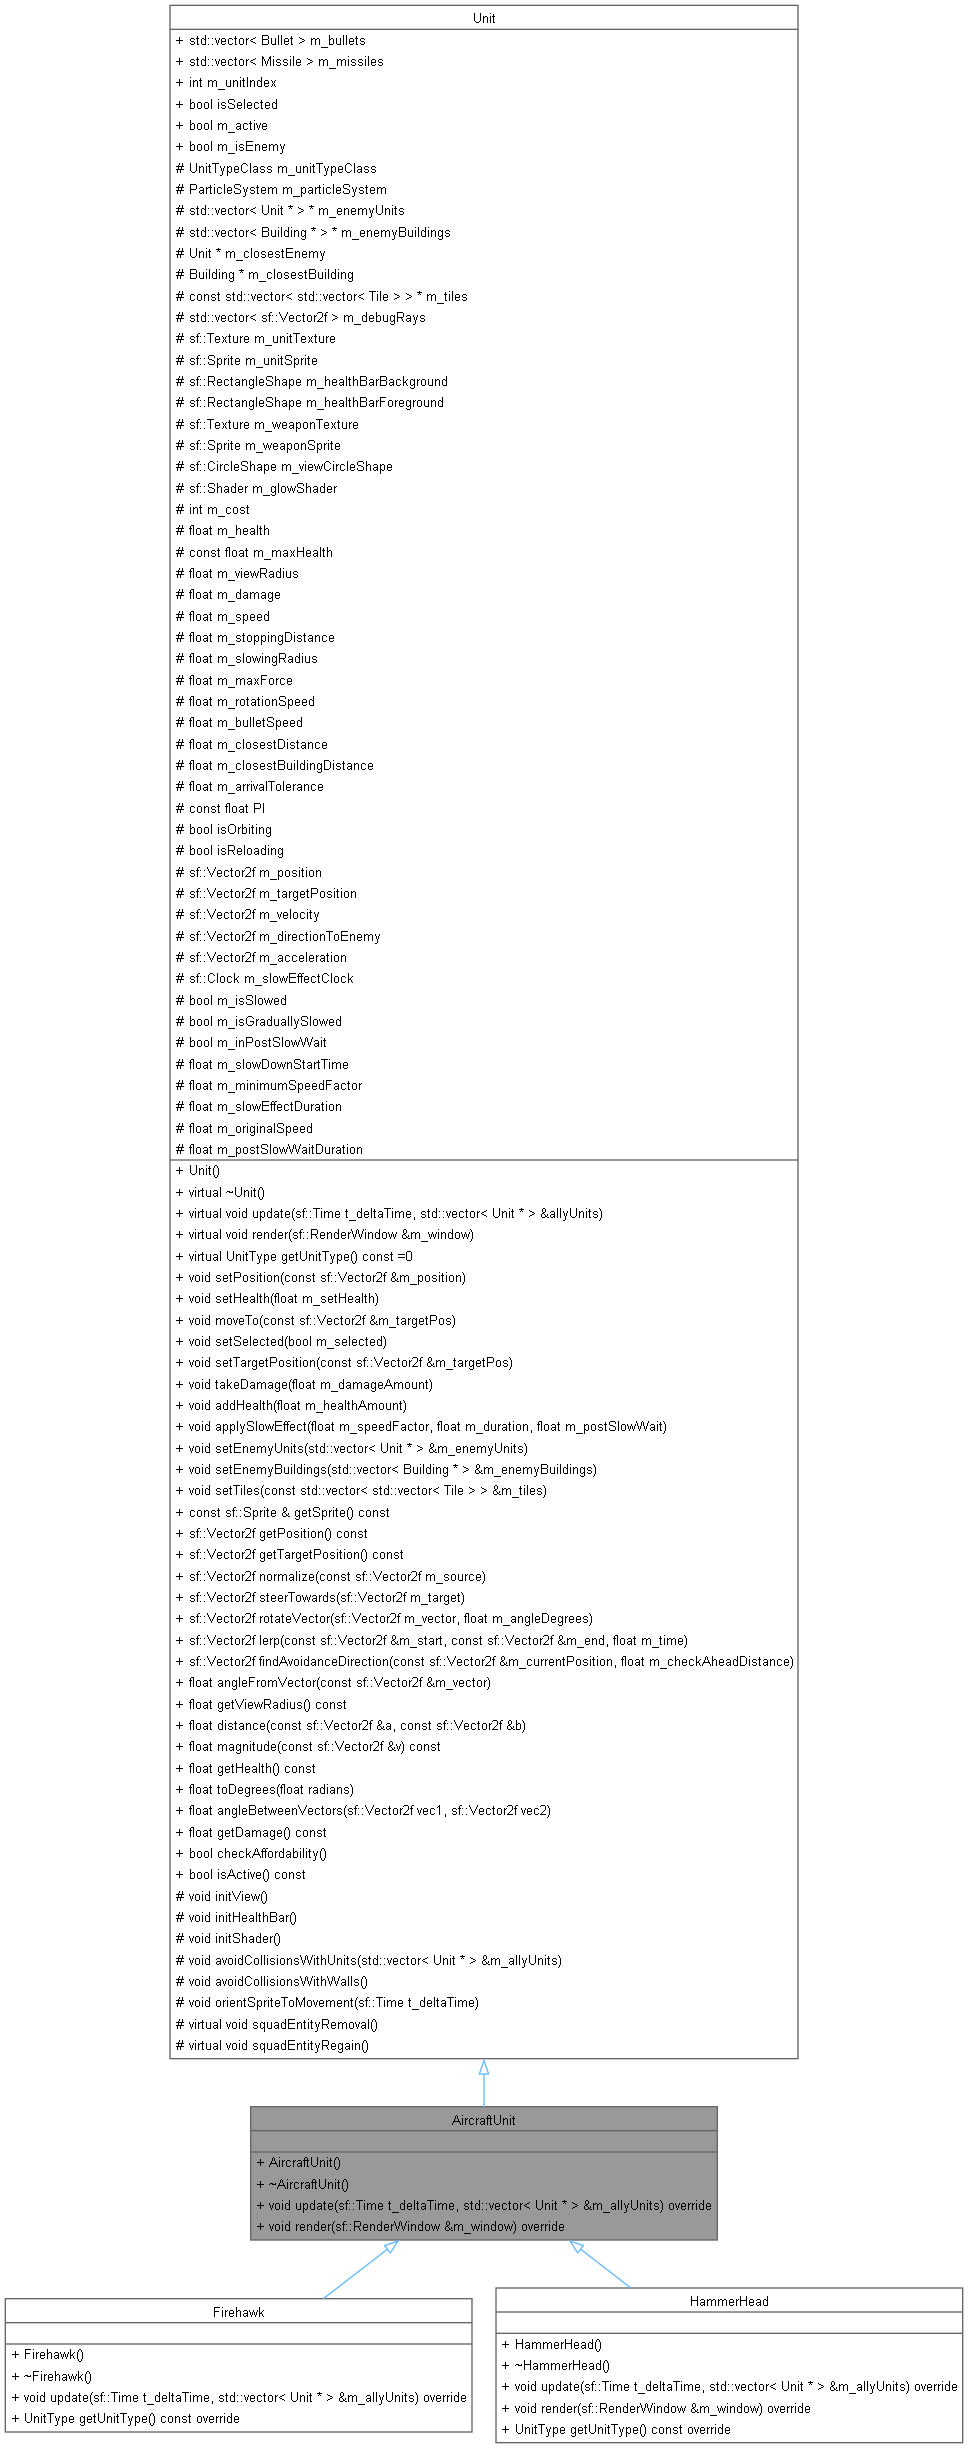 Unit
+ std::vector< Bullet > m_bullets
+ std::vector< Missile > m_missiles
+ int m_unitIndex
+ bool isSelected
+ bool m_active
+ bool m_isEnemy
# UnitTypeClass m_unitTypeClass
# ParticleSystem m_particleSystem
# std::vector< Unit * > * m_enemyUnits
# std::vector< Building * > * m_enemyBuildings
# Unit * m_closestEnemy
# Building * m_closestBuilding
# const std::vector< std::vector< Tile > > * m_tiles
# std::vector< sf::Vector2f > m_debugRays
# sf::Texture m_unitTexture
# sf::Sprite m_unitSprite
# sf::RectangleShape m_healthBarBackground
# sf::RectangleShape m_healthBarForeground
# sf::Texture m_weaponTexture
# sf::Sprite m_weaponSprite
# sf::CircleShape m_viewCircleShape
# sf::Shader m_glowShader
# int m_cost
# float m_health
# const float m_maxHealth
# float m_viewRadius
# float m_damage
# float m_speed
# float m_stoppingDistance
# float m_slowingRadius
# float m_maxForce
# float m_rotationSpeed
# float m_bulletSpeed
# float m_closestDistance
# float m_closestBuildingDistance
# float m_arrivalTolerance
# const float PI
# bool isOrbiting
# bool isReloading
# sf::Vector2f m_position
# sf::Vector2f m_targetPosition
# sf::Vector2f m_velocity
# sf::Vector2f m_directionToEnemy
# sf::Vector2f m_acceleration
# sf::Clock m_slowEffectClock
# bool m_isSlowed
# bool m_isGraduallySlowed
# bool m_inPostSlowWait
# float m_slowDownStartTime
# float m_minimumSpeedFactor
# float m_slowEffectDuration
# float m_originalSpeed
# float m_postSlowWaitDuration
+ Unit()
+ virtual ~Unit()
+ virtual void update(sf::Time t_deltaTime, std::vector< Unit * > &allyUnits)
+ virtual void render(sf::RenderWindow &m_window)
+ virtual UnitType getUnitType() const =0
+ void setPosition(const sf::Vector2f &m_position)
+ void setHealth(float m_setHealth)
+ void moveTo(const sf::Vector2f &m_targetPos)
+ void setSelected(bool m_selected)
+ void setTargetPosition(const sf::Vector2f &m_targetPos)
+ void takeDamage(float m_damageAmount)
+ void addHealth(float m_healthAmount)
+ void applySlowEffect(float m_speedFactor, float m_duration, float m_postSlowWait)
+ void setEnemyUnits(std::vector< Unit * > &m_enemyUnits)
+ void setEnemyBuildings(std::vector< Building * > &m_enemyBuildings)
+ void setTiles(const std::vector< std::vector< Tile > > &m_tiles)
+ const sf::Sprite & getSprite() const
+ sf::Vector2f getPosition() const
+ sf::Vector2f getTargetPosition() const
+ sf::Vector2f normalize(const sf::Vector2f m_source)
+ sf::Vector2f steerTowards(sf::Vector2f m_target)
+ sf::Vector2f rotateVector(sf::Vector2f m_vector, float m_angleDegrees)
+ sf::Vector2f lerp(const sf::Vector2f &m_start, const sf::Vector2f &m_end, float m_time)
+ sf::Vector2f findAvoidanceDirection(const sf::Vector2f &m_currentPosition, float m_checkAheadDistance)
+ float angleFromVector(const sf::Vector2f &m_vector)
+ float getViewRadius() const
+ float distance(const sf::Vector2f &a, const sf::Vector2f &b)
+ float magnitude(const sf::Vector2f &v) const
+ float getHealth() const
+ float toDegrees(float radians)
+ float angleBetweenVectors(sf::Vector2f vec1, sf::Vector2f vec2)
+ float getDamage() const
+ bool checkAffordability()
+ bool isActive() const
# void initView()
# void initHealthBar()
# void initShader()
# void avoidCollisionsWithUnits(std::vector< Unit * > &m_allyUnits)
# void avoidCollisionsWithWalls()
# void orientSpriteToMovement(sf::Time t_deltaTime)
# virtual void squadEntityRemoval()
# virtual void squadEntityRegain()
AircraftUnit
+ AircraftUnit()
+ ~AircraftUnit()
+ void update(sf::Time t_deltaTime, std::vector< Unit * > &m_allyUnits) override
+ void render(sf::RenderWindow &m_window) override
Firehawk
+ Firehawk()
+ ~Firehawk()
+ void update(sf::Time t_deltaTime, std::vector< Unit * > &m_allyUnits) override
+ UnitType getUnitType() const override
HammerHead
+ HammerHead()
+ ~HammerHead()
+ void update(sf::Time t_deltaTime, std::vector< Unit * > &m_allyUnits) override
+ void render(sf::RenderWindow &m_window) override
+ UnitType getUnitType() const override